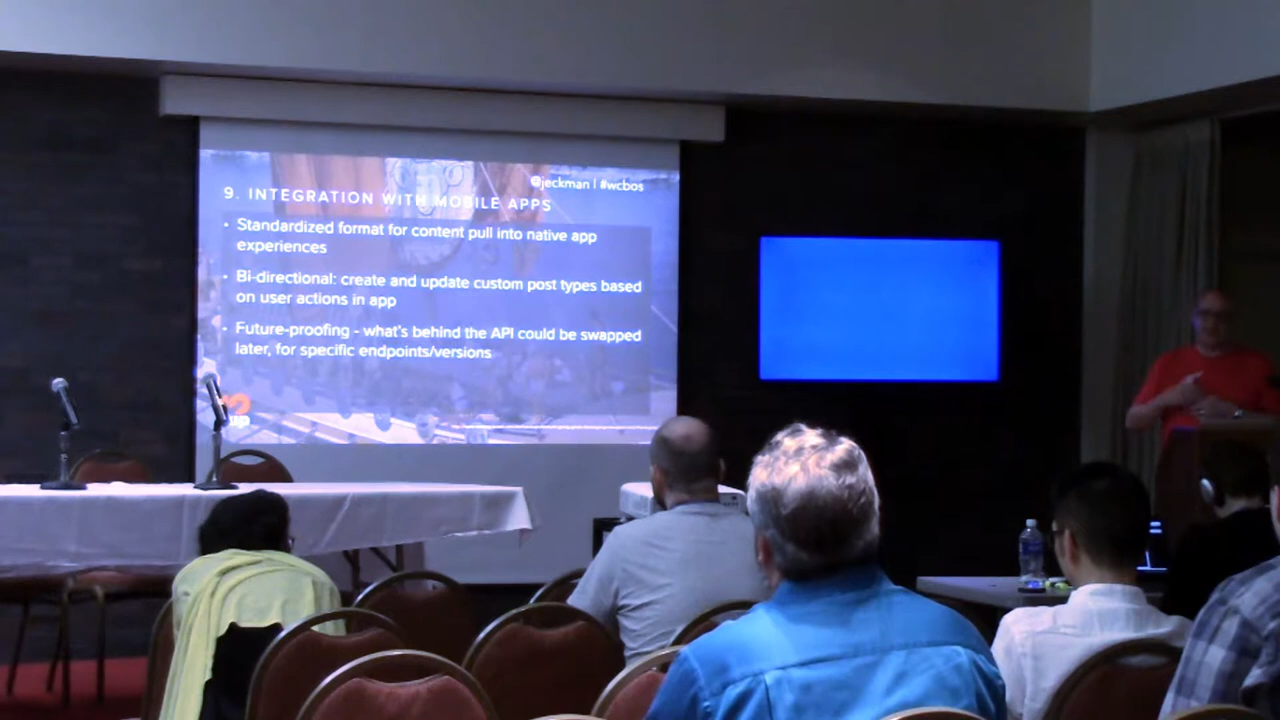 @jeckman | #wcbos
9. INTEGRATION WITH MOBILE APPS
• Standardized format for content pull into native app
experiences
• Bi-directional: create and update custom post types based
on user actions in app
• Future-proofing - what's behind the API could be swapped
later, for specific endpoints/versions